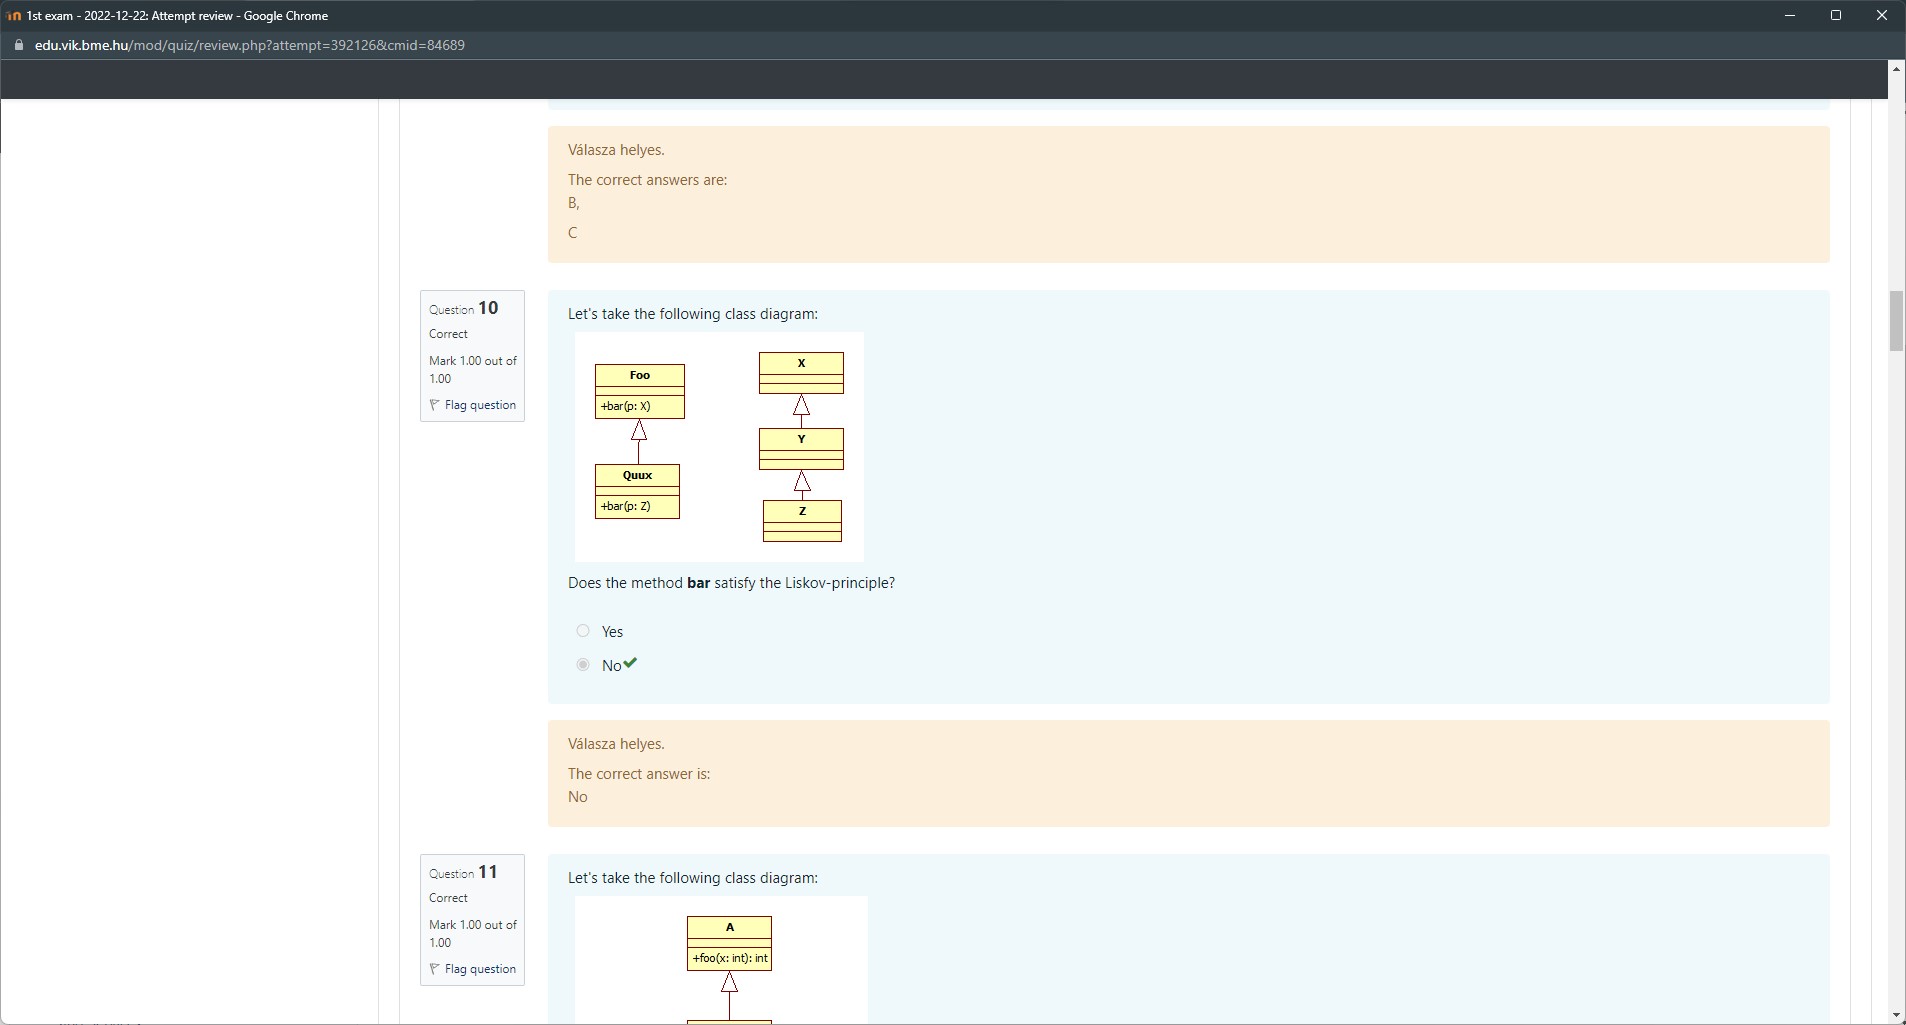 1st exam - 2022-12-22: Attempt review - Google Chrome
edu.vik.bme.hu/mod/quiz/review.php?attempt=392126&cmid=84689
Válasza helyes.
The correct answers are:
B,
C
Question 10
Correct
Mark 1.00 out of
1.00
Flag question
Let's take the following class diagram:
Foo
+bar(p: X)
Quux
+bar(p: Z)
X
Y
Z
Does the method bar satisfy the Liskov-principle?
Yes
No
Válasza helyes.
The correct answer is:
No
Question 11
Correct
Mark 1.00 out of
1.00
Flag question
Let's take the following class diagram:
A
+foo(x: int): int